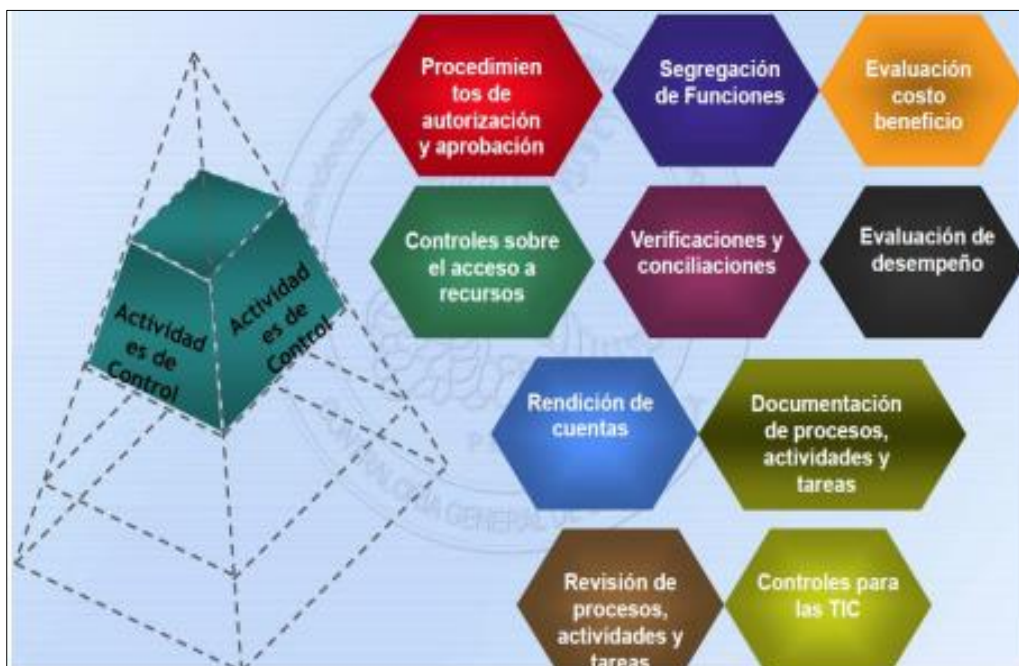 Procedimien
tos de
autorización
y aprobación
Segregación
de Funciones
Evaluación
costo
beneficio
Controles sobre
el acceso a
recursos
Verificaciones y
conciliaciones
Evaluación de
desempeño
Actividad
es de
Control
Actividad
es de
Control
Rendición de
cuentas
Documentación
de procesos,
actividades y
tareas
Revisión de
procesos,
actividades y
tareas
Controles para
las TIC